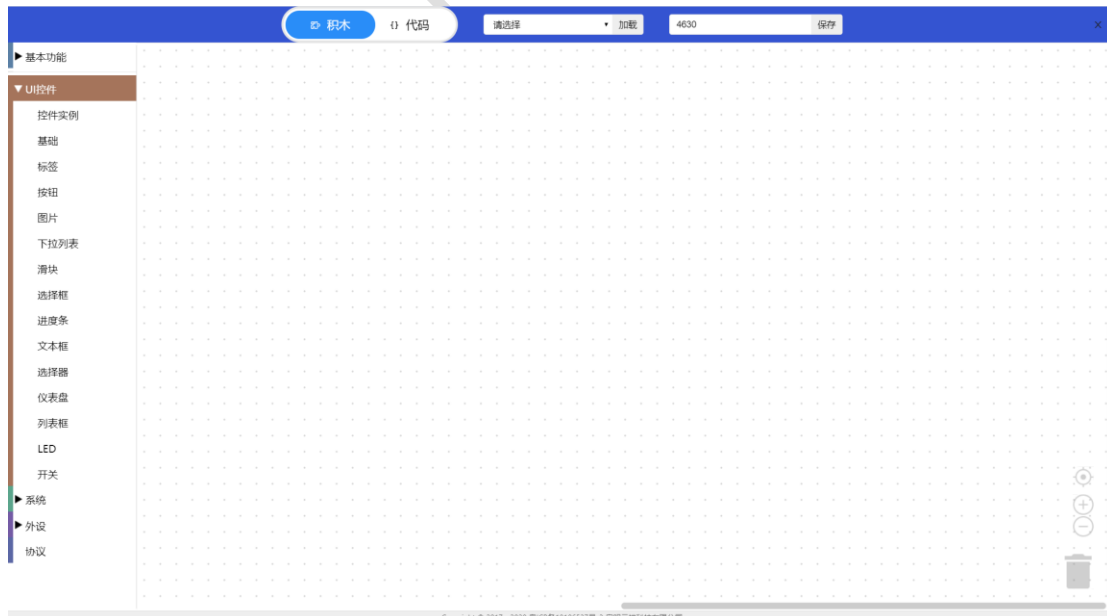 积木
{} 代码
请选择
加载
4630
保存
×
基本功能
UI控件
控件实例
基础
标签
按钮
图片
下拉列表
滑块
选择框
进度条
文本框
选择器
仪表盘
列表框
LED
开关
系统
外设
协议